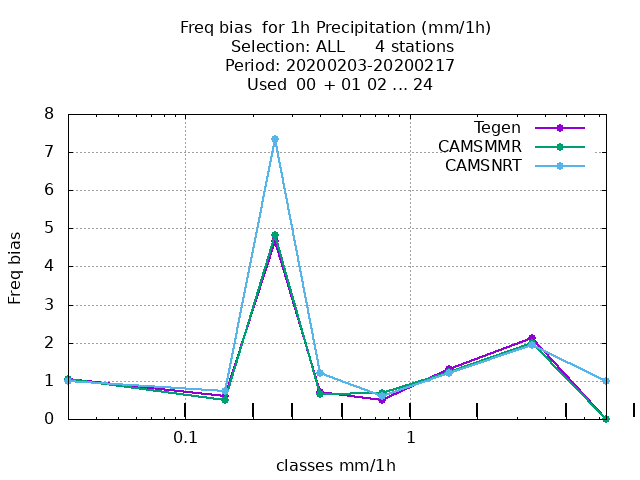 Freq bias  for 1h Precipitation (mm/1h)
Selection: ALL      4 stations
Period: 20200203-20200217
Used  00 + 01 02 ... 24
8
7
6
5
4
3
2
1
0
Freq bias
Tegen
CAMSMMR
CAMSNRT
0.1
1
classes mm/1h